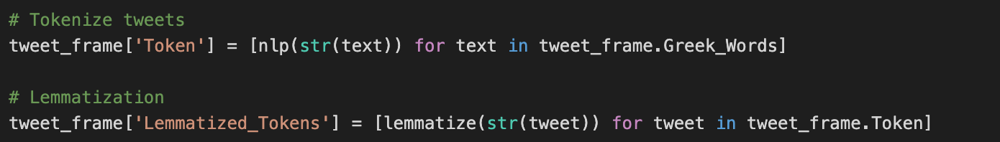 # Tokenize tweets
tweet_frame['Token'] = [nlp(str(text)) for text in tweet_frame.Greek_Words]
# Lemmatization
tweet_frame['Lemmatized_Tokens'] = [lemmatize(str(tweet)) for tweet in tweet_frame.Token]